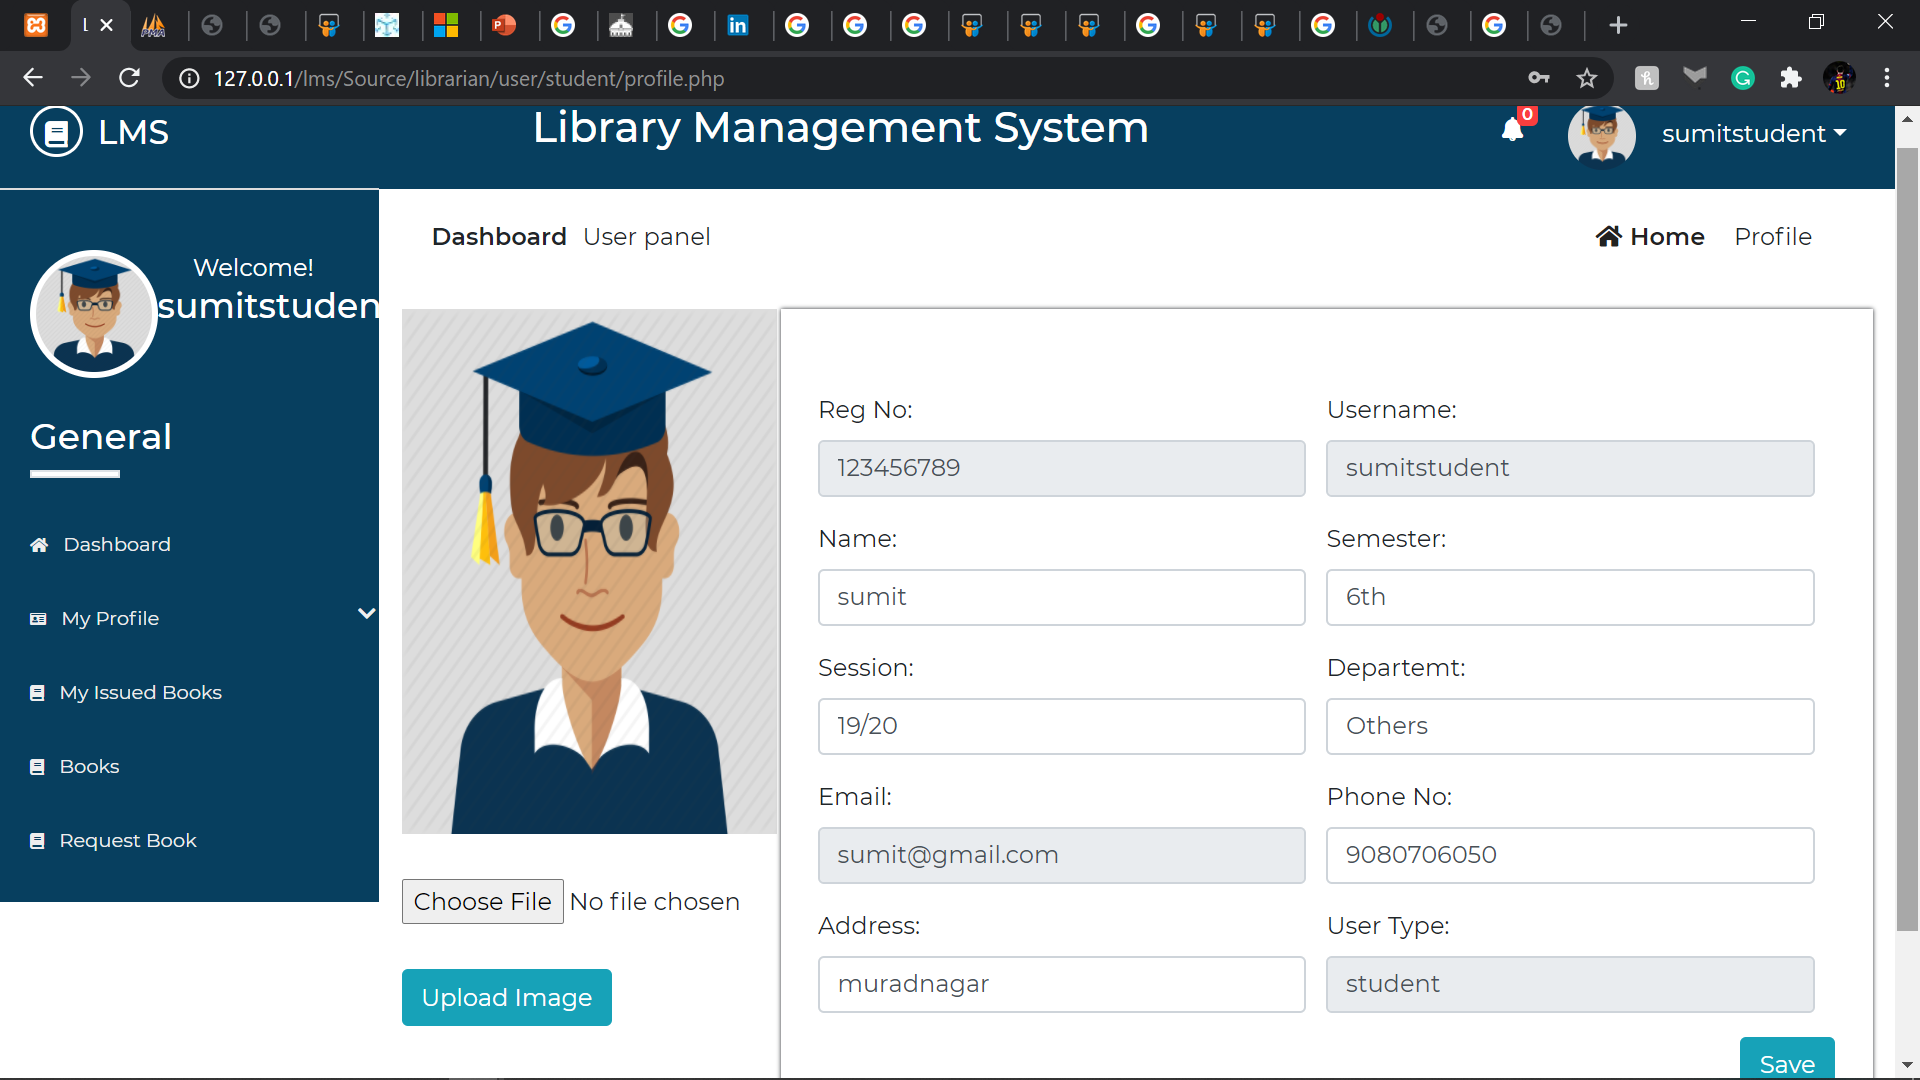 L
127.0.0.1/lms/Source/librarian/user/student/profile.php
LMS
Library Management System
0
sumitstudent
Welcome!
sumitstuden
Dashboard User panel
Home Profile
General
Dashboard
My Profile
My Issued Books
Books
Request Book
Choose File No file chosen
Upload Image
Reg No:
Username:
123456789
sumitstudent
Name:
Semester:
sumit
6th
Session:
Departemt:
19/20
Others
Email:
Phone No:
sumit@gmail.com
9080706050
Address:
User Type:
muradnagar
student
Save